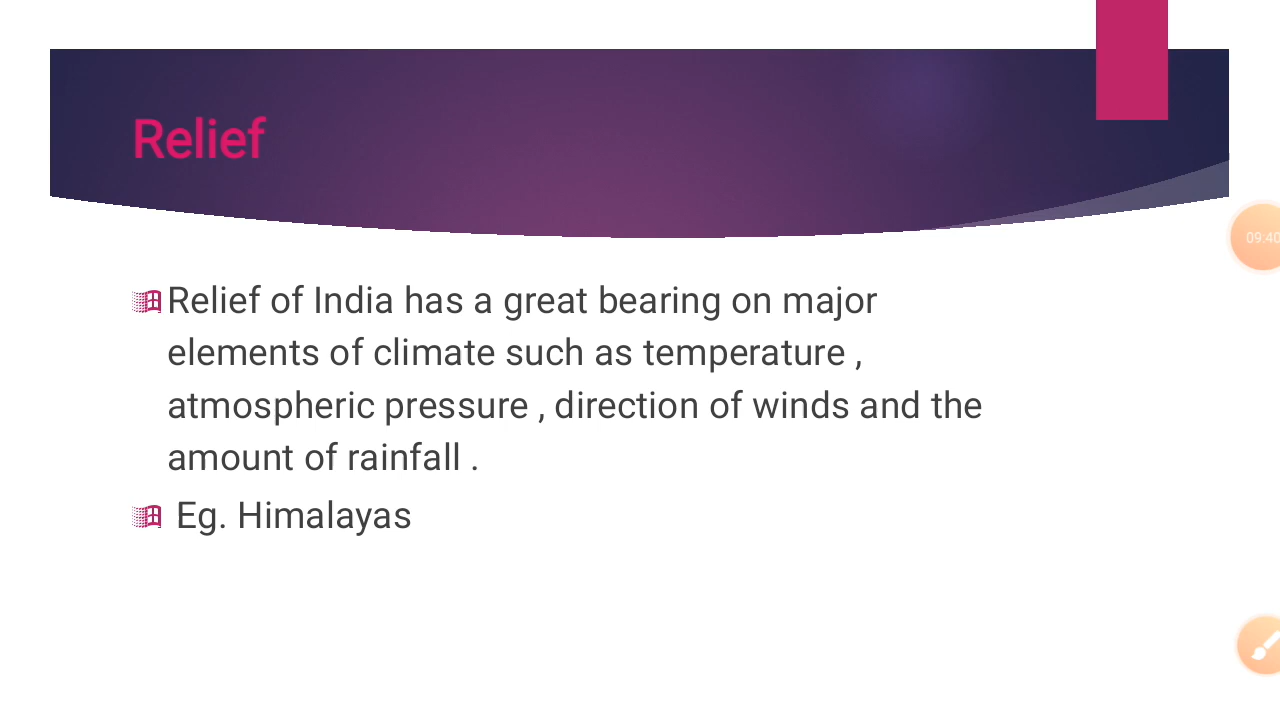 Relief
Relief of India has a great bearing on major
elements of climate such as temperature ,
atmospheric pressure , direction of winds and the
amount of rainfall .
Eg. Himalayas
09:40